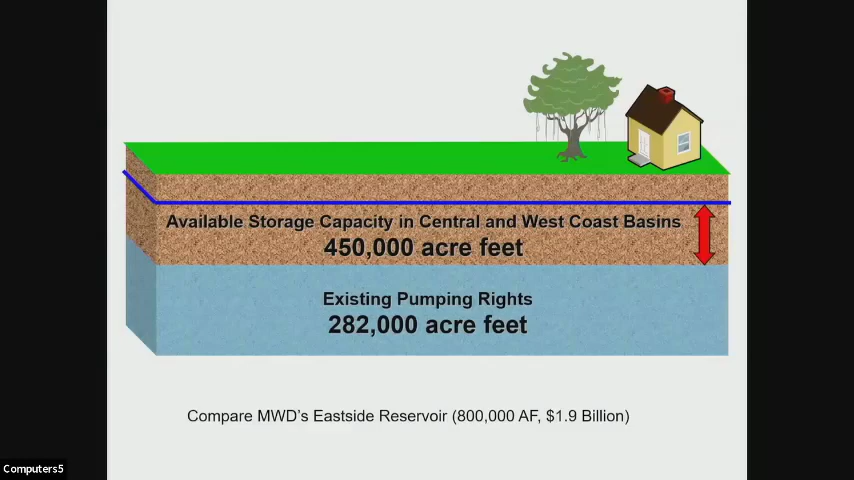 Available Storage Capacity in Central and West Coast Basins
450,000 acre feet
Existing Pumping Rights
282,000 acre feet
Compare MWD's Eastside Reservoir (800,000 AF, $1.9 Billion)
Computers5